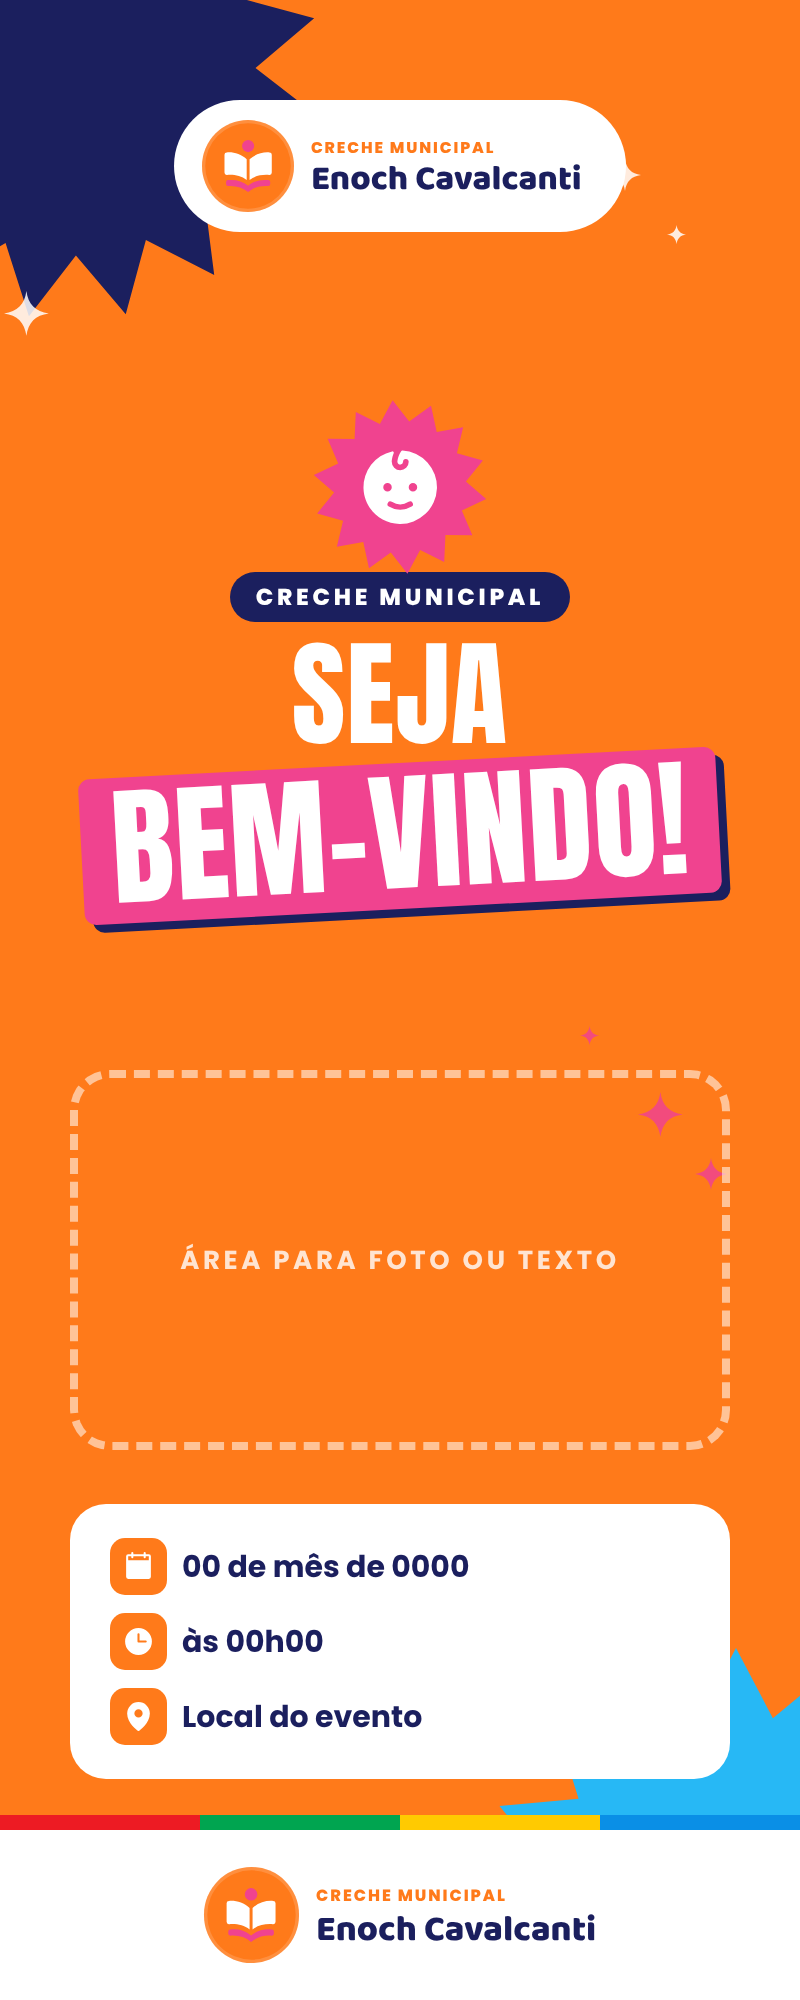 CRECHE MUNICIPAL
Enoch Cavalcanti
CRECHE MUNICIPAL
SEJA
BEM-VINDO!
ÁREA PARA FOTO OU TEXTO
00 de mês de 0000
às 00h00
Local do evento
CRECHE MUNICIPAL
Enoch Cavalcanti